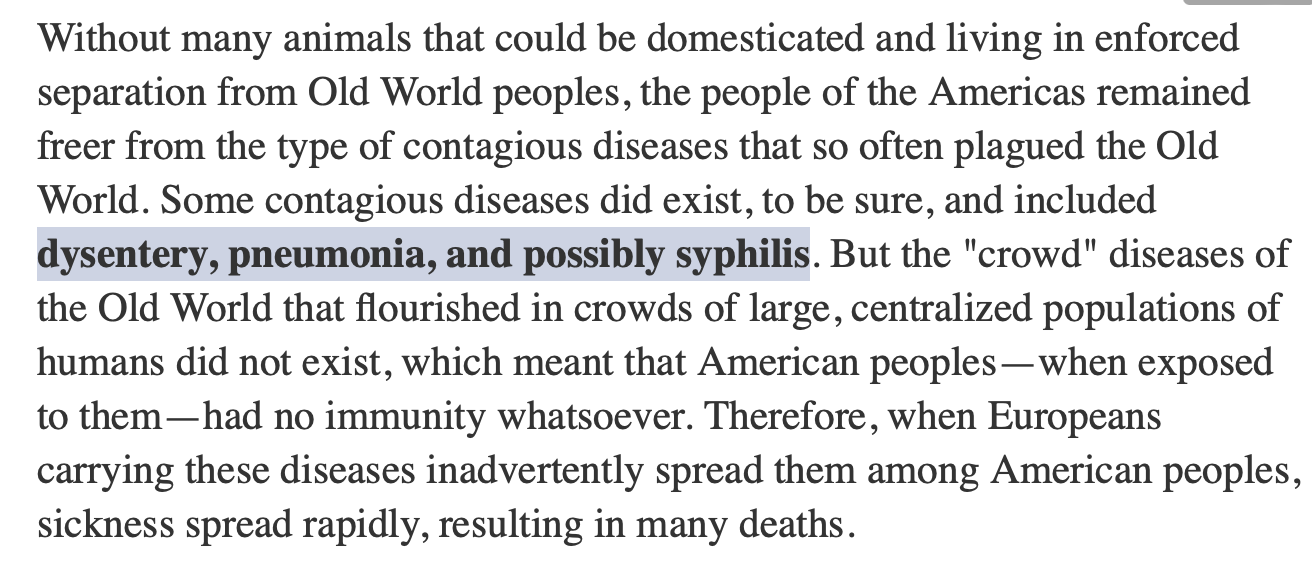 Without many animals that could be domesticated and living in enforced
separation from Old World peoples, the people of the Americas remained
freer from the type of contagious diseases that so often plagued the Old
World. Some contagious diseases did exist, to be sure, and included
dysentery, pneumonia, and possibly syphilis. But the "crowd" diseases of
the Old World that flourished in crowds of large, centralized populations of
humans did not exist, which meant that American peoples—when exposed
to them—had no immunity whatsoever. Therefore, when Europeans
carrying these diseases inadvertently spread them among American peoples,
sickness spread rapidly, resulting in many deaths.